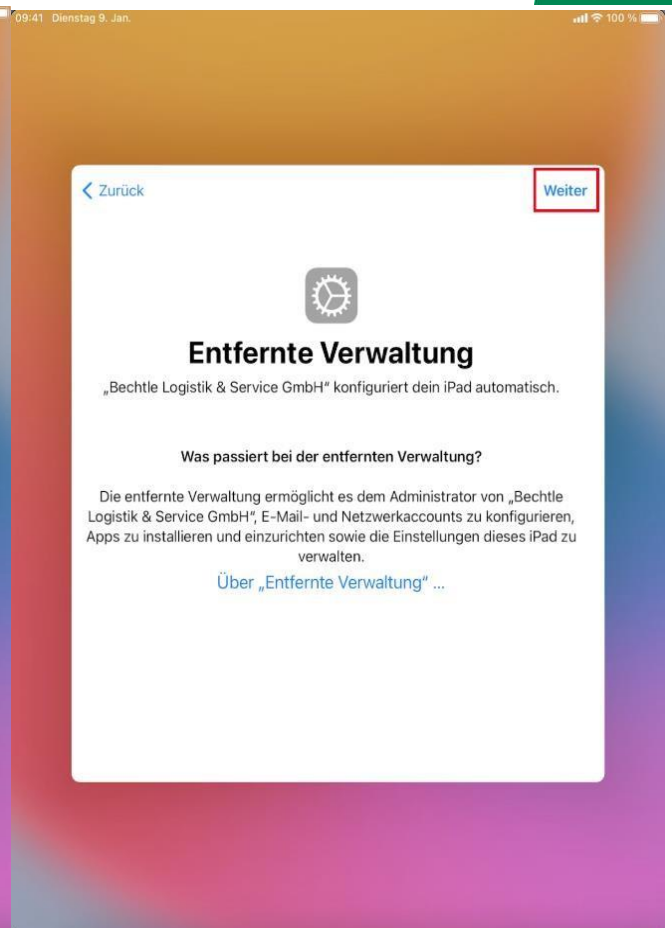 09:41 Dienstag 9. Jan.
100 %
Zurück
Weiter
Entfernte Verwaltung
„Bechtle Logistik & Service GmbH“ konfiguriert dein iPad automatisch.
Was passiert bei der entfernten Verwaltung?
Die entfernte Verwaltung ermöglicht es dem Administrator von „Bechtle
Logistik & Service GmbH“, E-Mail- und Netzwerkaccounts zu konfigurieren,
Apps zu installieren und einzurichten sowie die Einstellungen dieses iPad zu
verwalten.
Über „Entfernte Verwaltung“ ...